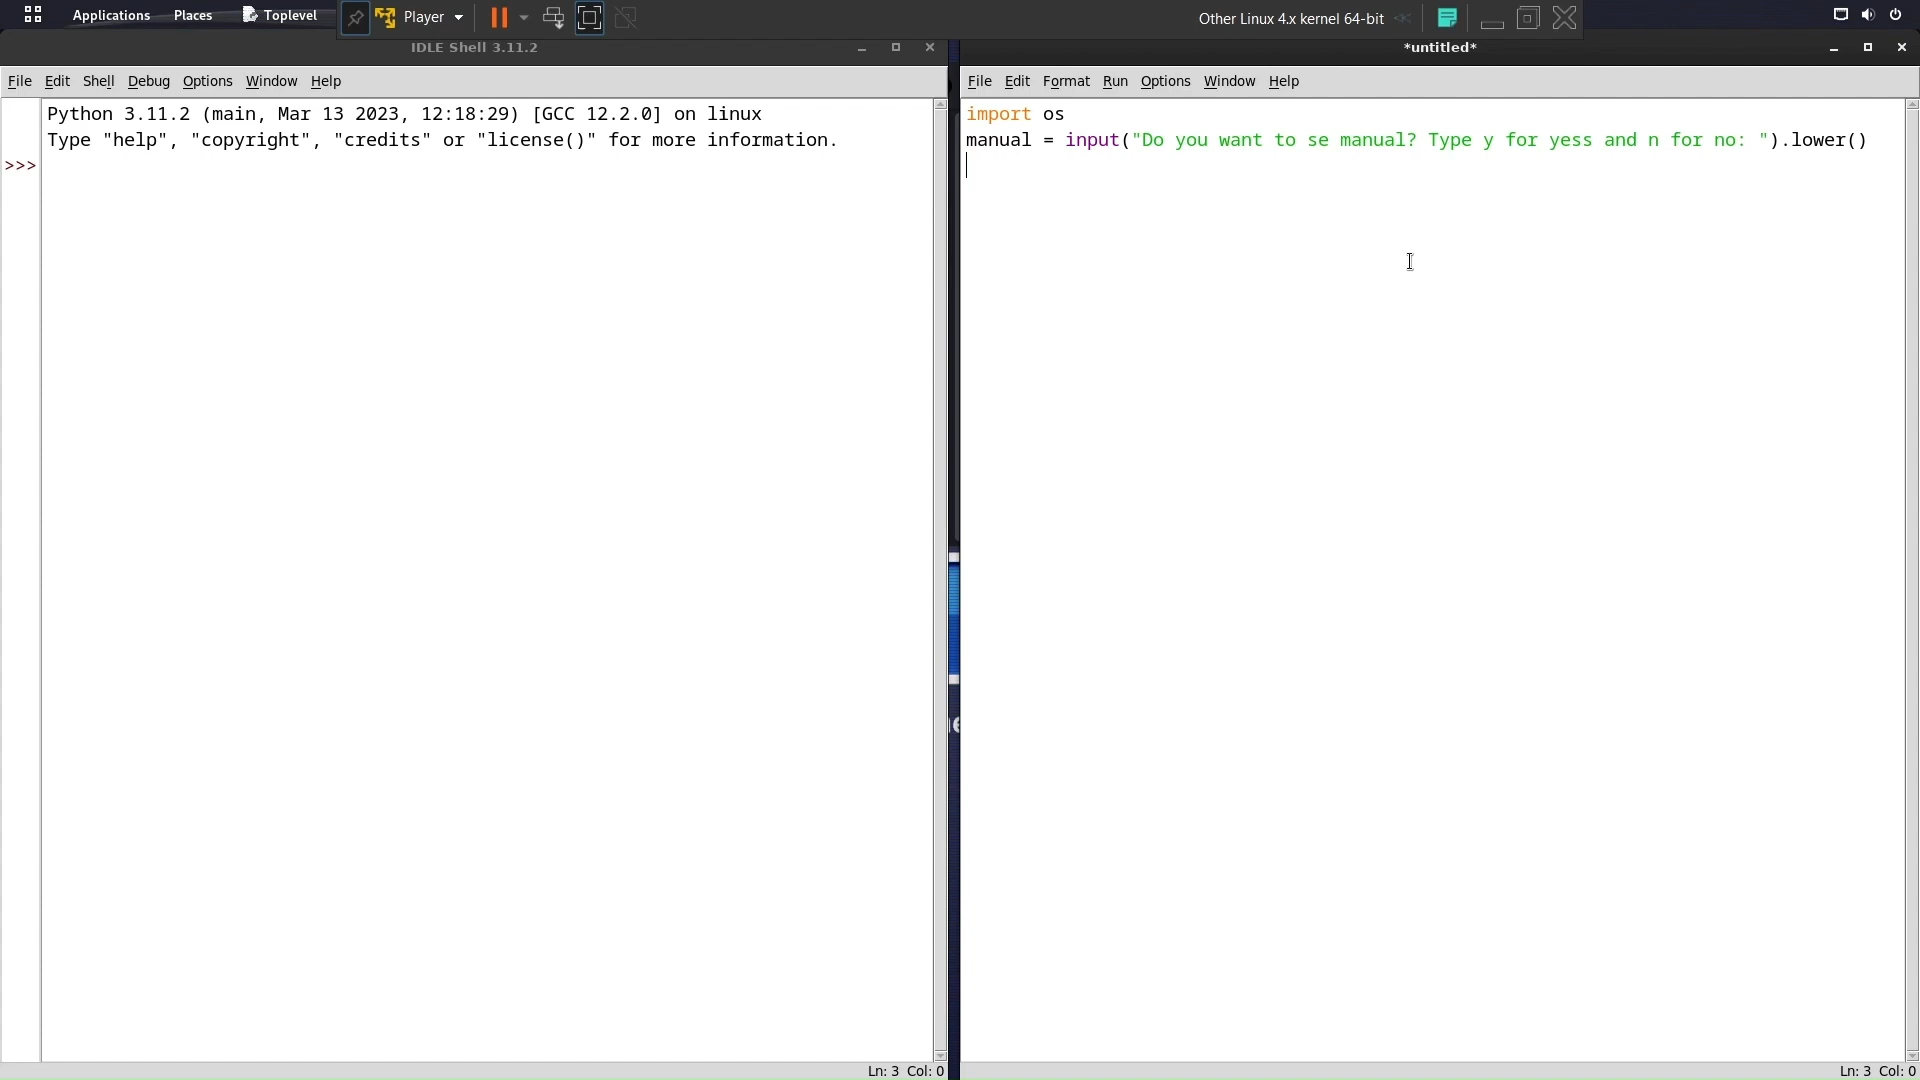 Applications Places Toplevel Player Other Linux 4.x kernel 64-bit
IDLE Shell 3.11.2
File Edit Shell Debug Options Window Help
Python 3.11.2 (main, Mar 13 2023, 12:18:29) [GCC 12.2.0] on linux
Type "help", "copyright", "credits" or "license()" for more information.
>>>
Ln: 3 Col: 0
*untitled*
File Edit Format Run Options Window Help
import os
manual = input("Do you want to se manual? Type y for yess and n for no: ").lower()
Ln: 3 Col: 0